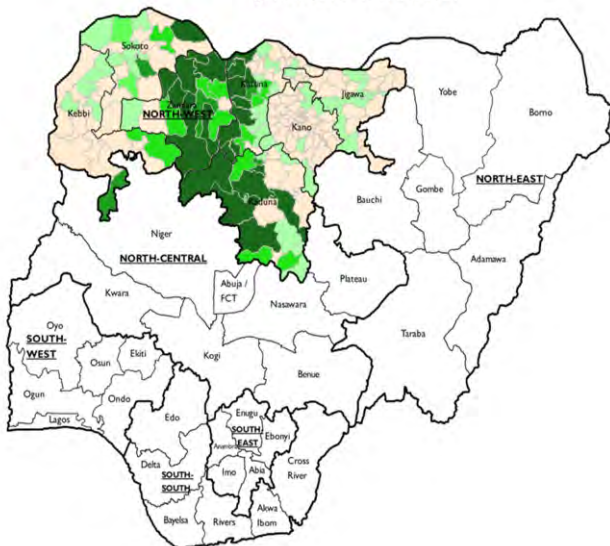 Sokoto
Katsina
Jigawa
Yobe
Borno
Kebbi
Zamfara
NORTH-WEST
Kano
Kaduna
Bauchi
Gombe
NORTH-EAST
Niger
NORTH-CENTRAL
Adamawa
Plateau
Abuja /
FCT
Nasawara
Kwara
Taraba
Oyo
SOUTH-
WEST
Osun
Ekiti
Kogi
Benue
Ogun
Ondo
Lagos
Edo
Enugu
SOUTH-
EAST
Ebonyi
Anambra
Delta
SOUTH-
SOUTH
Imo
Abia
Cross
River
Bayelsa
Rivers
Akwa
Ibom